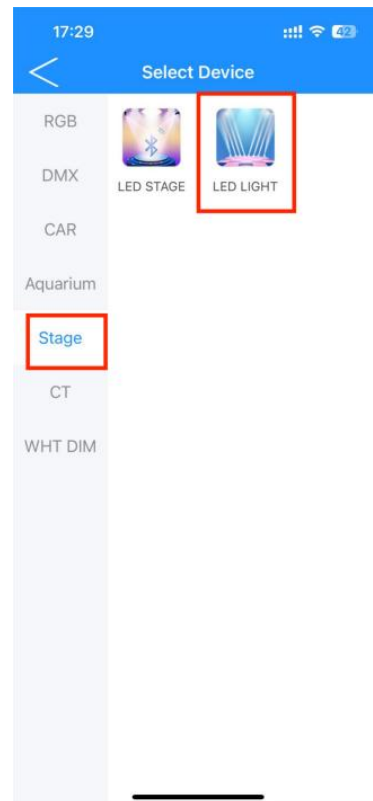 17:29
42
Select Device
RGB
DMX
CAR
Aquarium
Stage
CT
WHT DIM
LED STAGE
LED LIGHT